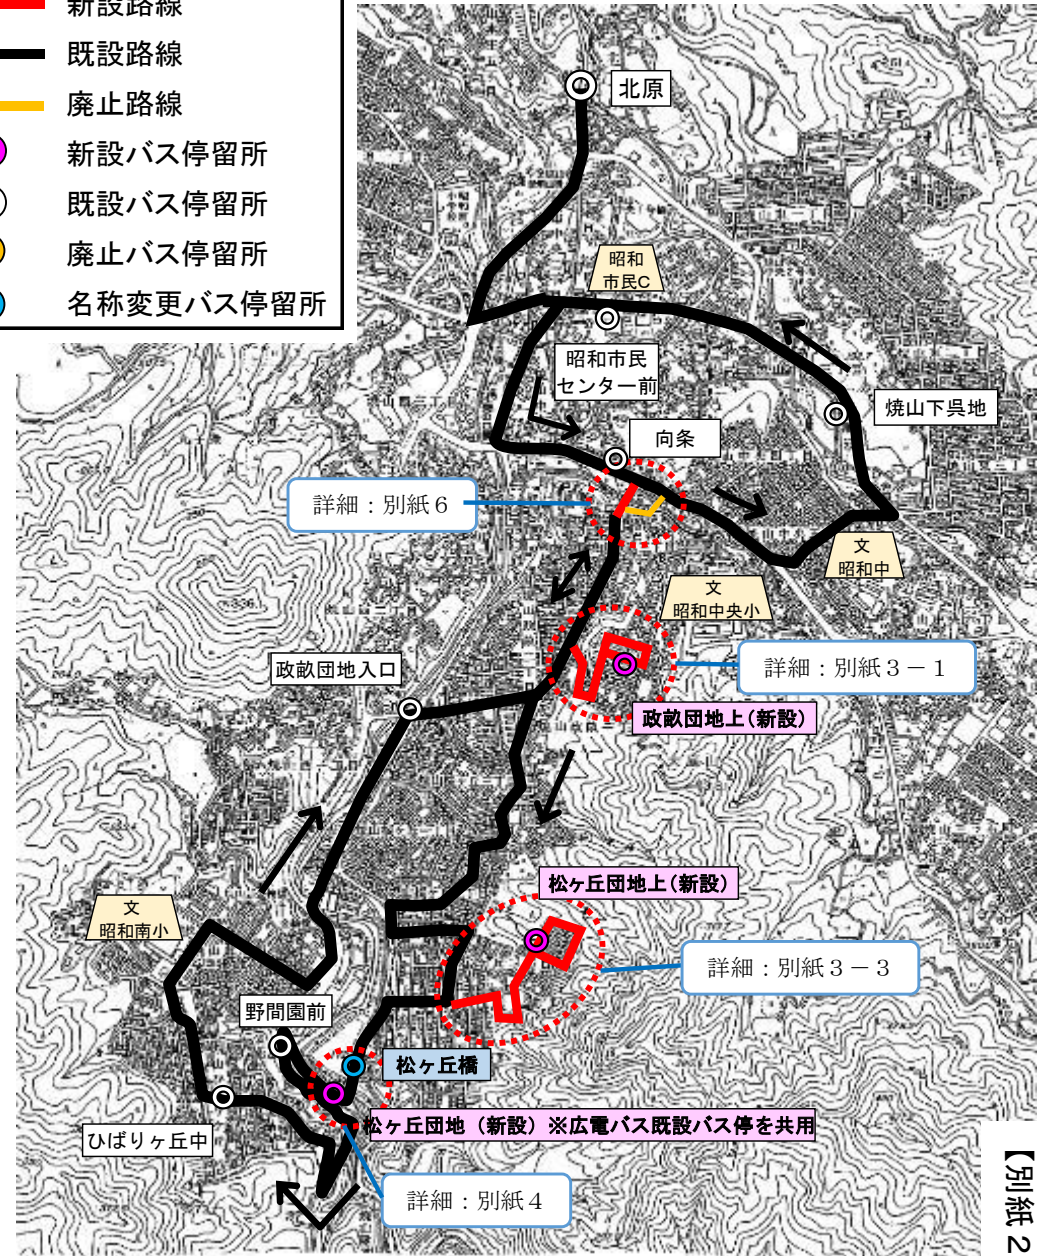 新設路線
既設路線
廃止路線
新設バス停留所
既設バス停留所
廃止バス停留所
名称変更バス停留所
北原
昭和
市民C
昭和市民
センター前
焼山下呉地
向条
詳細：別紙６
文
昭和中
文
昭和中央小
政畝団地入口
詳細：別紙３－１
政畝団地上（新設）
松ヶ丘団地上（新設）
文
昭和南小
詳細：別紙３－３
野間園前
松ヶ丘橋
松ヶ丘団地（新設）※広電バス既設バス停を共用
ひばりヶ丘中
詳細：別紙４
【別紙２